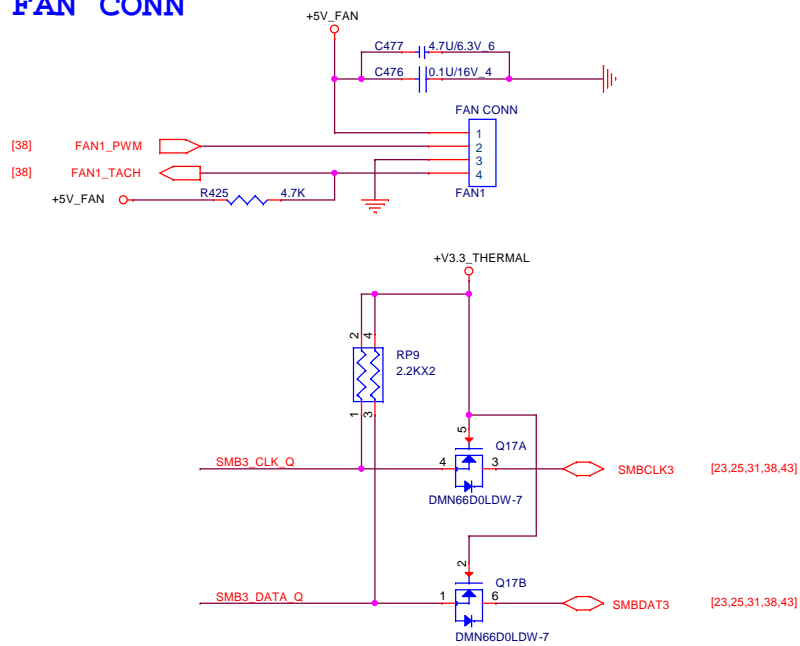 FAN CONN
+5V_FAN
C477 4.7U/6.3V_6
C476 0.1U/16V_4
FAN CONN
1
[38] FAN1_PWM 2
3
[38] FAN1_TACH 4
+5V_FAN R425 4.7K FAN1
+V3.3_THERMAL
2 4
RP9
2.2KX2
1 3
5
Q17A
SMB3_CLK_Q 4 3 SMBCLK3 [23,25,31,38,43]
DMN66D0LDW-7
2
Q17B
SMB3_DATA_Q 1 6 SMBDAT3 [23,25,31,38,43]
DMN66D0LDW-7